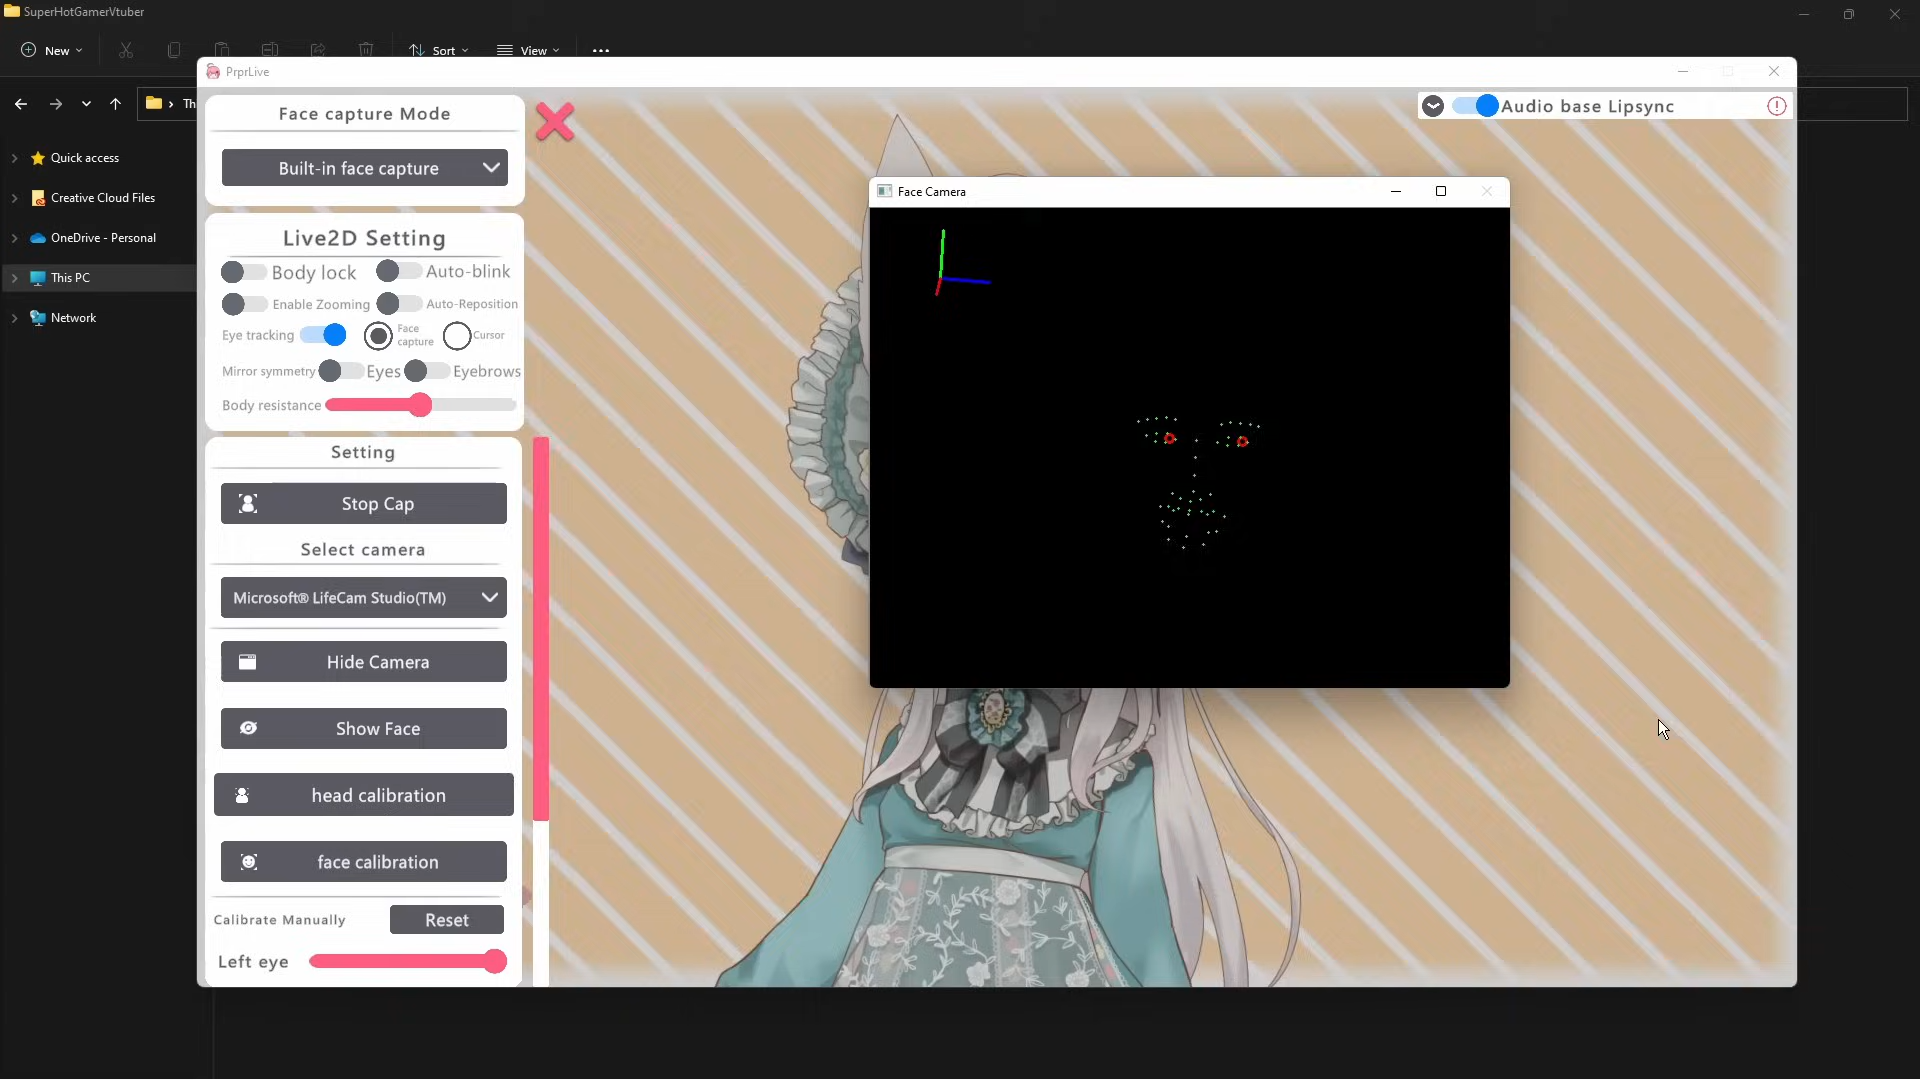 SuperHotGamerVtuber
New
Sort
View
Th
Quick access
Creative Cloud Files
OneDrive - Personal
This PC
Network
PrprLive
Face capture Mode
Built-in face capture
Live2D Setting
Body lock
Auto-blink
Enable Zooming
Auto-Reposition
Eye tracking
Face
capture
Cursor
Mirror symmetry
Eyes
Eyebrows
Body resistance
Setting
Stop Cap
Select camera
Microsoft® LifeCam Studio(TM)
Hide Camera
Show Face
head calibration
face calibration
Calibrate Manually
Reset
Left eye
Audio base Lipsync
Face Camera